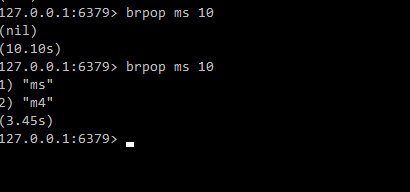 127.0.0.1:6379> brpop ms 10
(nil)
(10.10s)
127.0.0.1:6379> brpop ms 10
1) "ms"
2) "m4"
(3.45s)
127.0.0.1:6379>